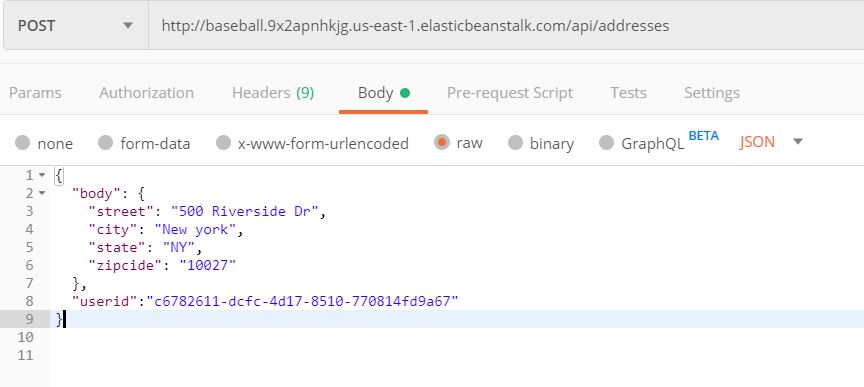 POST http://baseball.9x2apnhkjg.us-east-1.elasticbeanstalk.com/api/addresses
Params Authorization Headers (9) Body Pre-request Script Tests Settings
none form-data x-www-form-urlencoded raw binary GraphQL BETA JSON
1 {
2 "body": {
3 "street": "500 Riverside Dr",
4 "city": "New york",
5 "state": "NY",
6 "zipcide": "10027"
7 },
8 "userid":"c6782611-dcfc-4d17-8510-770814fd9a67"
9 }
10
11